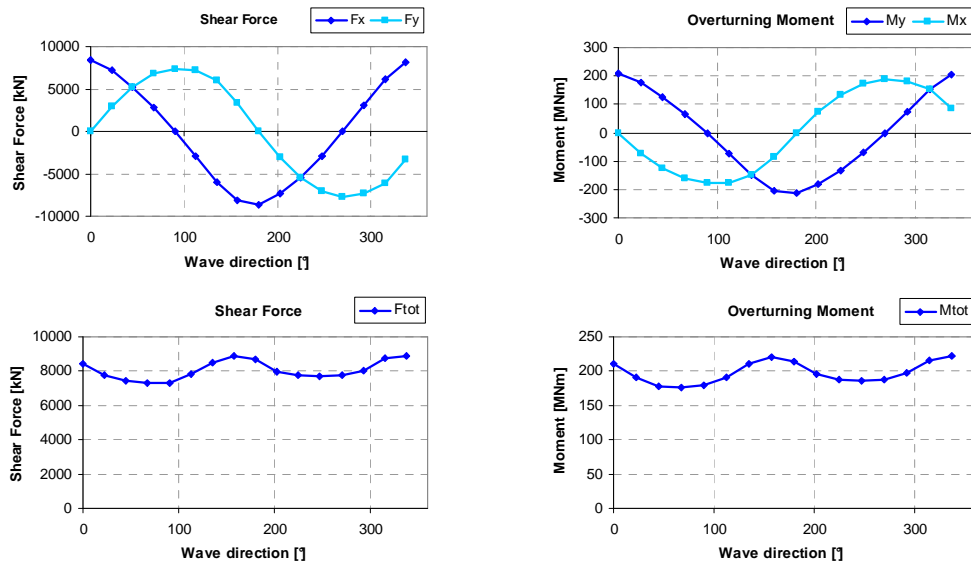 Shear Force
Fx Fy
10000
5000
0
-5000
-10000
Shear Force [kN]
0 100 200 300
Wave direction [°]
Overturning Moment
My Mx
300
200
100
0
-100
-200
-300
Moment [MNm]
0 100 200 300
Wave direction [°]
Shear Force
Ftot
10000
8000
6000
4000
2000
0
Shear Force [kN]
0 100 200 300
Wave direction [°]
Overturning Moment
Mtot
250
200
150
100
50
0
Moment [MNm]
0 100 200 300
Wave direction [°]